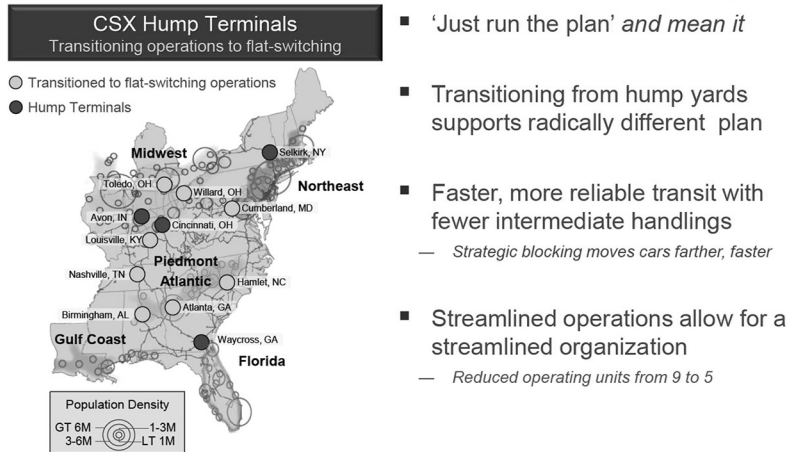 CSX Hump Terminals
Transitioning operations to flat-switching
Transitioned to flat-switching operations
Hump Terminals
Midwest
Selkirk, NY
Toledo, OH
Willard, OH
Northeast
Cumberland, MD
Avon, IN
Cincinnati, OH
Louisville, KY
Piedmont
Atlantic
Nashville, TN
Hamlet, NC
Atlanta, GA
Birmingham, AL
Gulf Coast
Waycross, GA
Florida
Population Density
GT 6M
1-3M
3-6M
LT 1M
▪ ‘Just run the plan’ and mean it
▪ Transitioning from hump yards
supports radically different plan
▪ Faster, more reliable transit with
fewer intermediate handlings
— Strategic blocking moves cars farther, faster
▪ Streamlined operations allow for a
streamlined organization
— Reduced operating units from 9 to 5